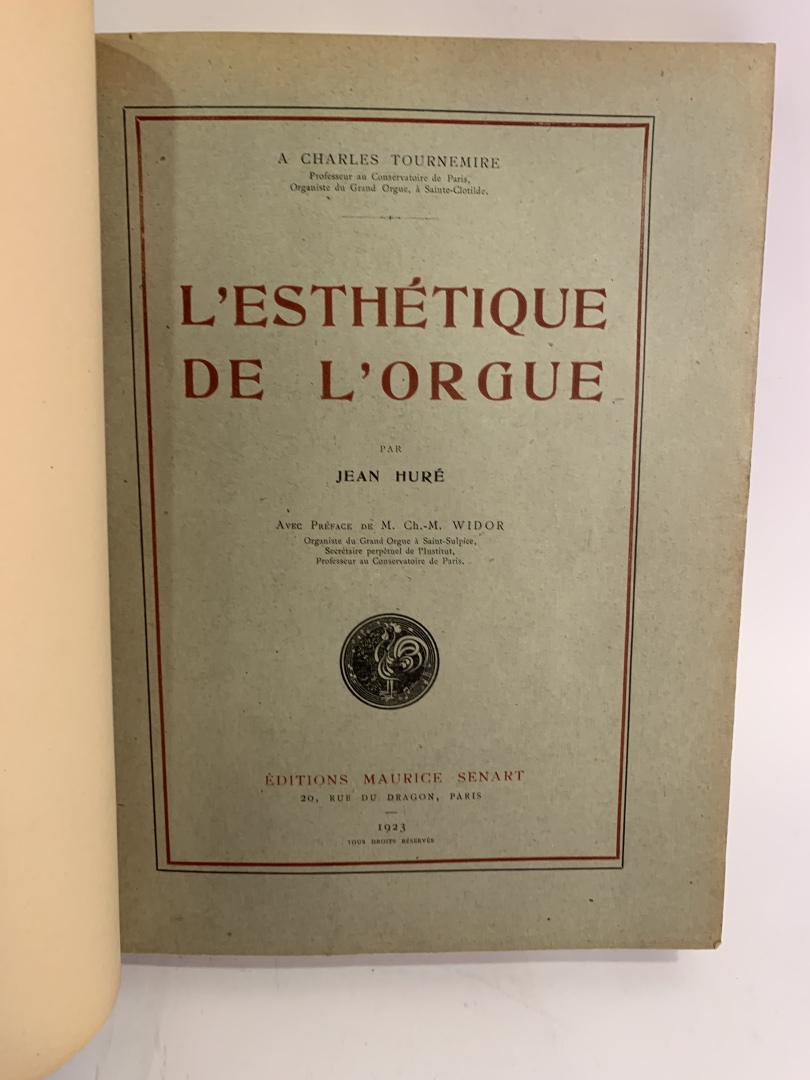 A CHARLES TOURNEMIRE
Professeur au Conservatoire de Paris,
Organiste du Grand Orgue, à Sainte-Clotilde.
L'ESTHÉTIQUE
DE L'ORGUE
PAR
JEAN HURÉ
AVEC PRÉFACE DE M. CH.-M. WIDOR
Organiste du Grand Orgue à Saint-Sulpice,
Secrétaire perpétuel de l'Institut,
Professeur au Conservatoire de Paris.
ÉDITIONS MAURICE SENART
20, RUE DU DRAGON, PARIS
1923
TOUS DROITS RÉSERVÉS